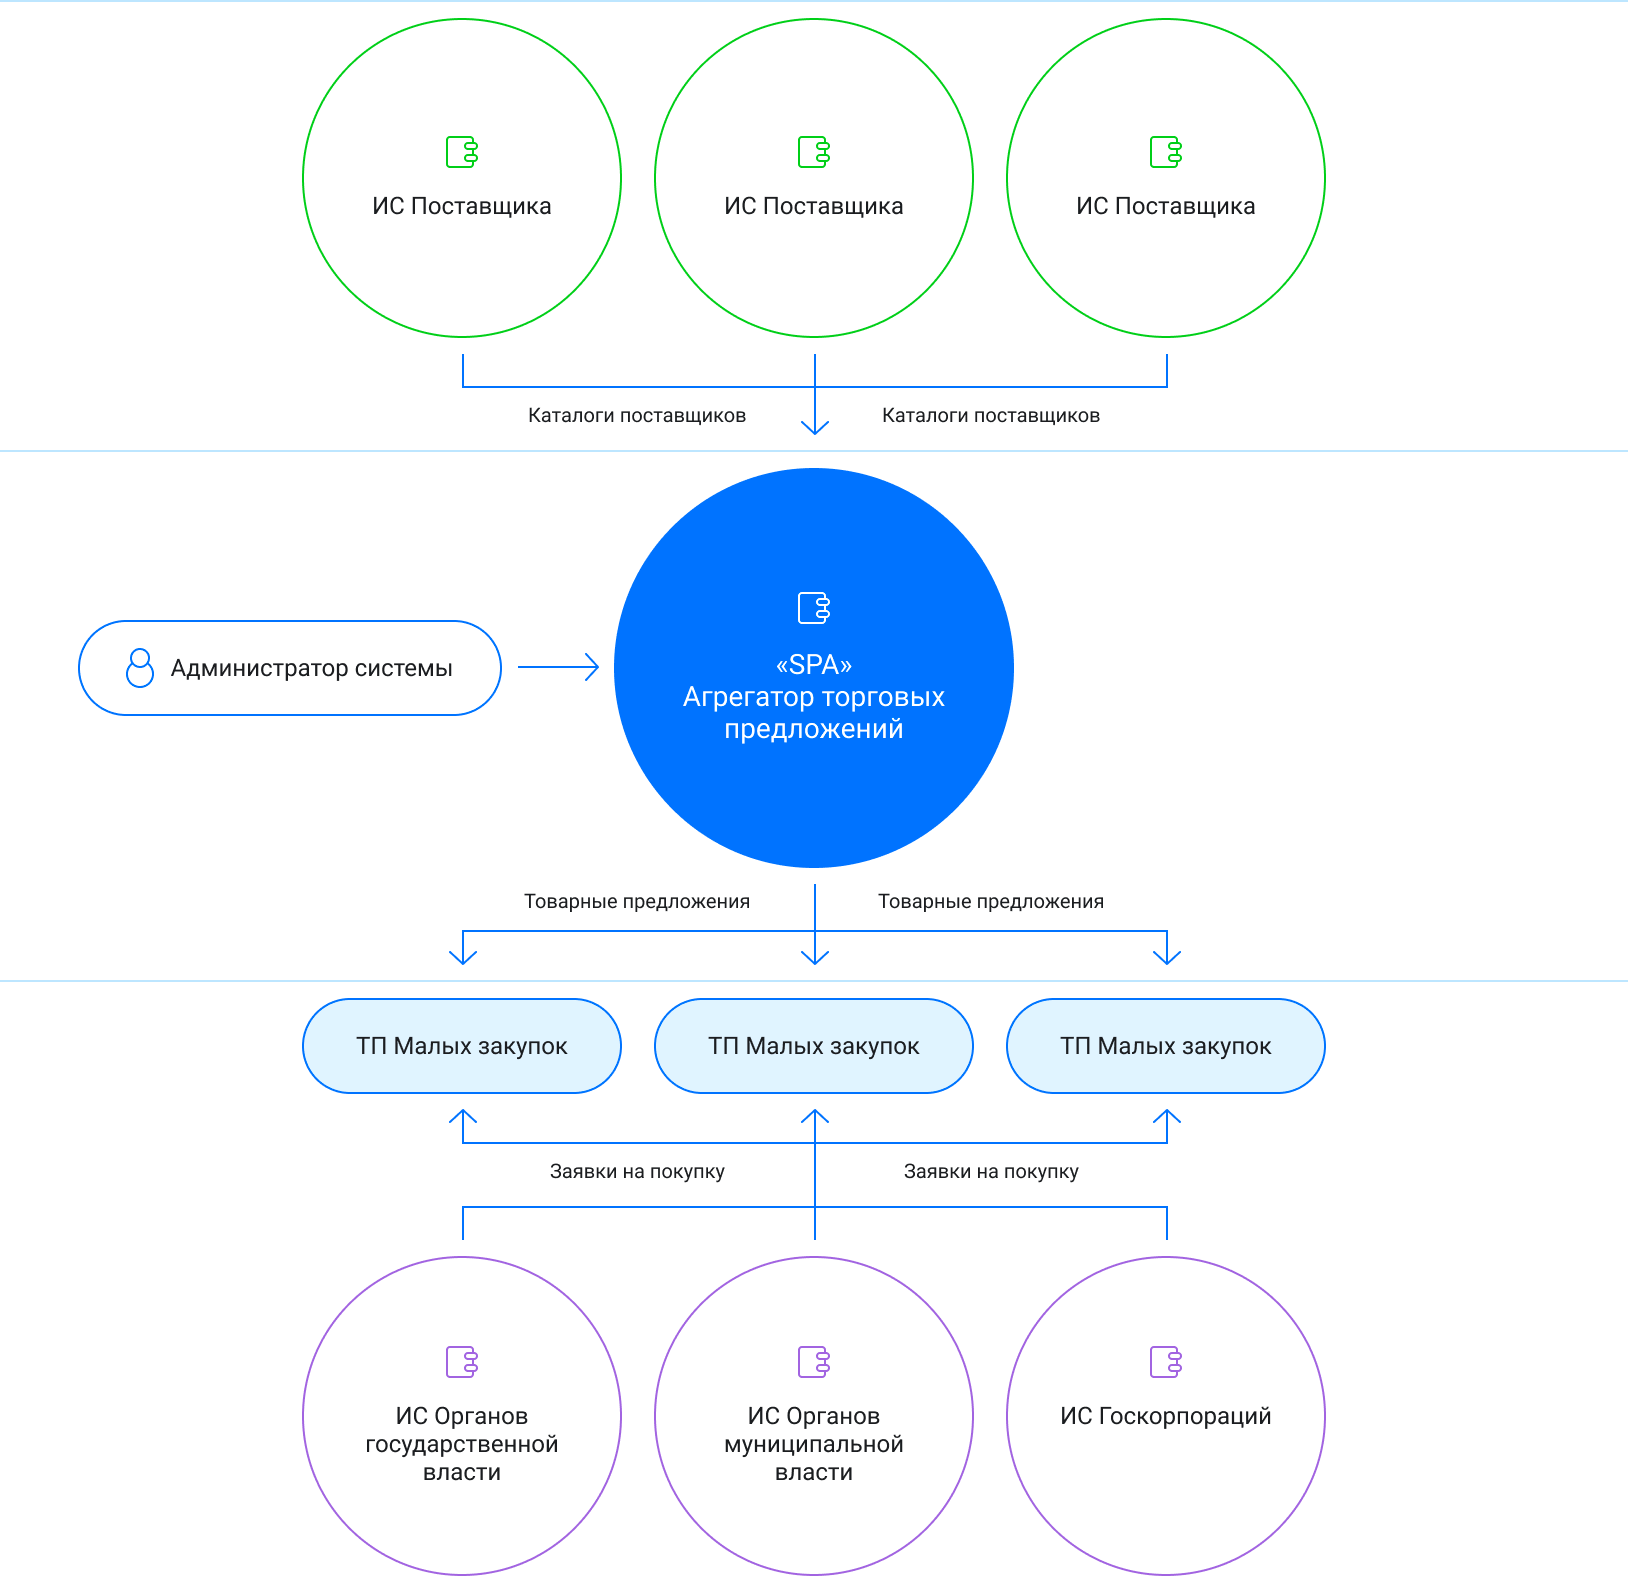 ИС Поставщика
ИС Поставщика
ИС Поставщика
Каталоги поставщиков
Каталоги поставщиков
Администратор системы
«SPA»
Агрегатор торговых
предложений
Товарные предложения
Товарные предложения
ТП Малых закупок
ТП Малых закупок
ТП Малых закупок
Заявки на покупку
Заявки на покупку
ИС Органов
государственной
власти
ИС Органов
муниципальной
власти
ИС Госкорпораций